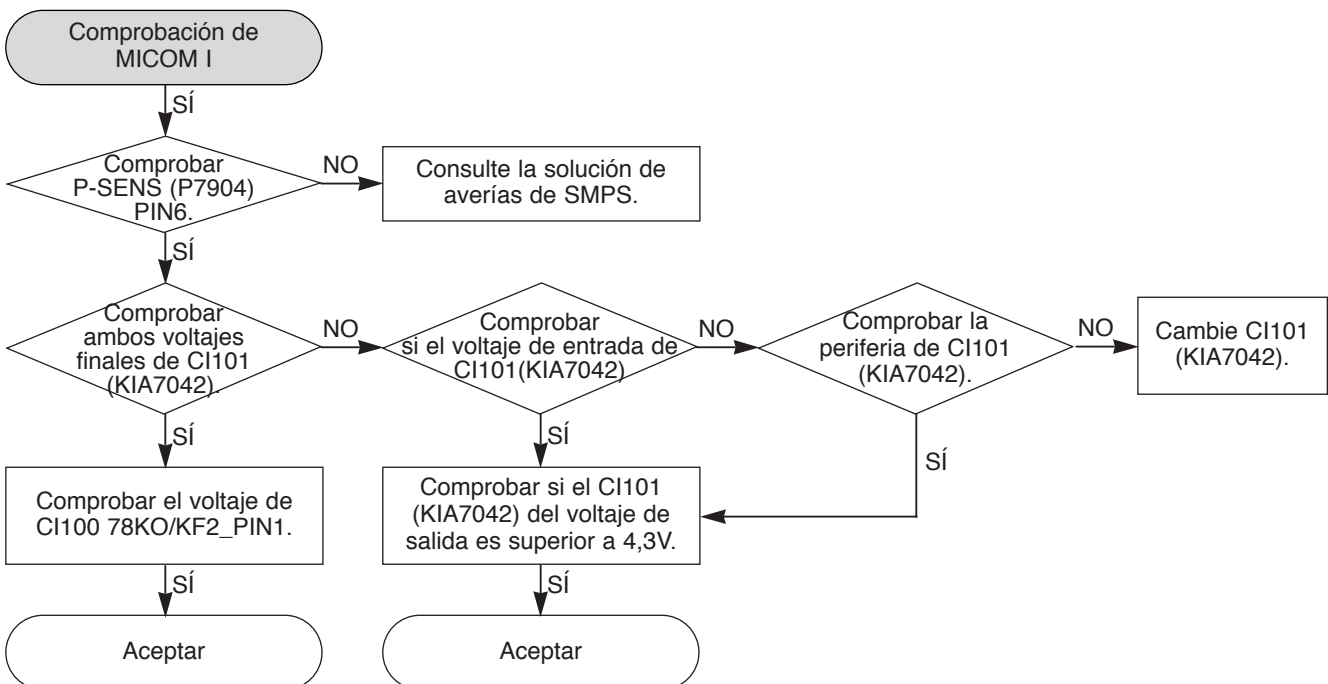 Comprobación de
MICOM I
SÍ
Comprobar
P-SENS (P7904)
PIN6.
NO
Consulte la solución de
averías de SMPS.
SÍ
Comprobar
ambos voltajes
finales de CI101
(KIA7042).
NO
Comprobar
si el voltaje de entrada de
CI101(KIA7042)
NO
Comprobar la
periferia de CI101
(KIA7042).
NO
Cambie CI101
(KIA7042).
SÍ
SÍ
SÍ
Comprobar el voltaje de
CI100 78KO/KF2_PIN1.
Comprobar si el CI101
(KIA7042) del voltaje de
salida es superior a 4,3V.
SÍ
SÍ
Aceptar
Aceptar